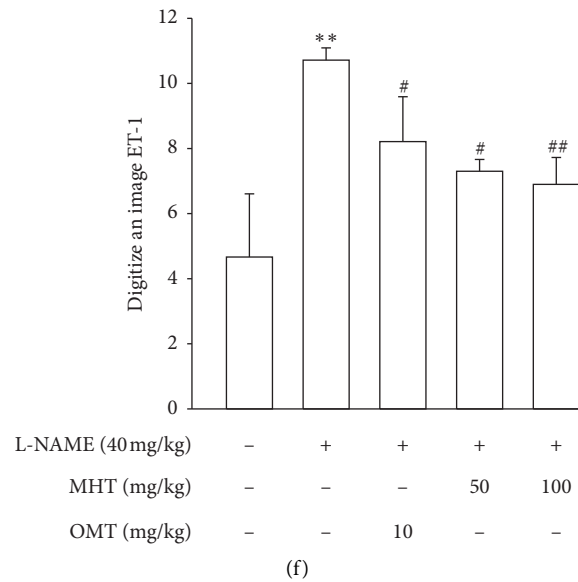 12
**
#
10
8
#
##
6
4
2
0
Digitize an image ET-1
L-NAME (40 mg/kg) – + + + +
MHT (mg/kg) – – – 50 100
OMT (mg/kg) – – 10 – –
(f)